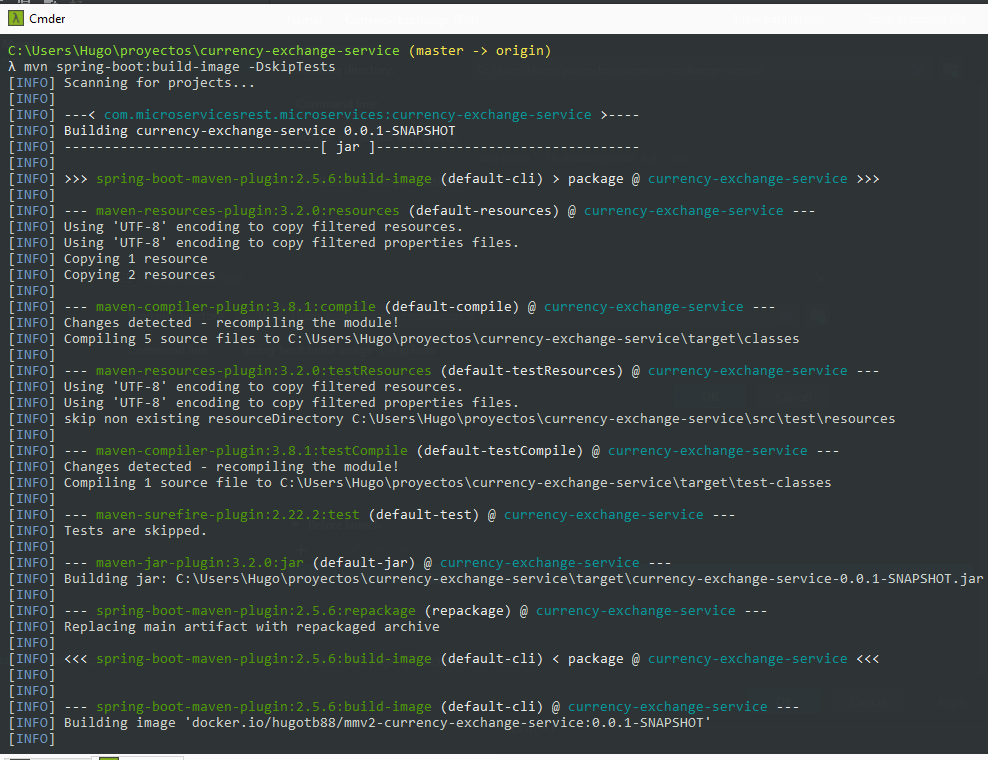 Cmder
C:\Users\Hugo\proyectos\currency-exchange-service (master -> origin)
λ mvn spring-boot:build-image -DskipTests
[INFO] Scanning for projects...
[INFO]
[INFO] ---< com.microservicesrest.microservices:currency-exchange-service >----
[INFO] Building currency-exchange-service 0.0.1-SNAPSHOT
[INFO] --------------------------------[ jar ]---------------------------------
[INFO]
[INFO] >>> spring-boot-maven-plugin:2.5.6:build-image (default-cli) > package @ currency-exchange-service >>>
[INFO]
[INFO] --- maven-resources-plugin:3.2.0:resources (default-resources) @ currency-exchange-service ---
[INFO] Using 'UTF-8' encoding to copy filtered resources.
[INFO] Using 'UTF-8' encoding to copy filtered properties files.
[INFO] Copying 1 resource
[INFO] Copying 2 resources
[INFO]
[INFO] --- maven-compiler-plugin:3.8.1:compile (default-compile) @ currency-exchange-service ---
[INFO] Changes detected - recompiling the module!
[INFO] Compiling 5 source files to C:\Users\Hugo\proyectos\currency-exchange-service\target\classes
[INFO]
[INFO] --- maven-resources-plugin:3.2.0:testResources (default-testResources) @ currency-exchange-service ---
[INFO] Using 'UTF-8' encoding to copy filtered resources.
[INFO] Using 'UTF-8' encoding to copy filtered properties files.
[INFO] skip non existing resourceDirectory C:\Users\Hugo\proyectos\currency-exchange-service\src\test\resources
[INFO]
[INFO] --- maven-compiler-plugin:3.8.1:testCompile (default-testCompile) @ currency-exchange-service ---
[INFO] Changes detected - recompiling the module!
[INFO] Compiling 1 source file to C:\Users\Hugo\proyectos\currency-exchange-service\target\test-classes
[INFO]
[INFO] --- maven-surefire-plugin:2.22.2:test (default-test) @ currency-exchange-service ---
[INFO] Tests are skipped.
[INFO]
[INFO] --- maven-jar-plugin:3.2.0:jar (default-jar) @ currency-exchange-service ---
[INFO] Building jar: C:\Users\Hugo\proyectos\currency-exchange-service\target\currency-exchange-service-0.0.1-SNAPSHOT.jar
[INFO]
[INFO] --- spring-boot-maven-plugin:2.5.6:repackage (repackage) @ currency-exchange-service ---
[INFO] Replacing main artifact with repackaged archive
[INFO]
[INFO] <<< spring-boot-maven-plugin:2.5.6:build-image (default-cli) < package @ currency-exchange-service <<<
[INFO]
[INFO]
[INFO] --- spring-boot-maven-plugin:2.5.6:build-image (default-cli) @ currency-exchange-service ---
[INFO] Building image 'docker.io/hugotb88/mmv2-currency-exchange-service:0.0.1-SNAPSHOT'
[INFO]